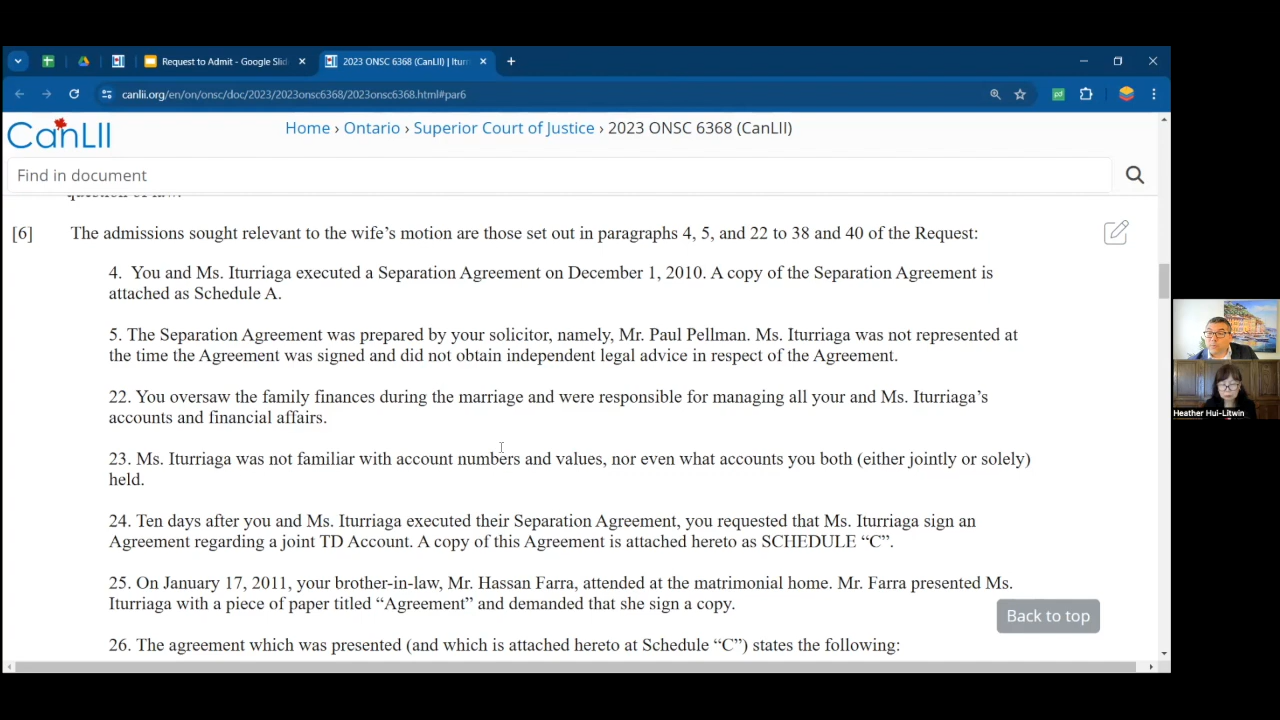 Request to Admit - Google Slid
2023 ONSC 6368 (CanLII) | Iturr
canlii.org/en/on/onsc/doc/2023/2023onsc6368/2023onsc6368.html#par6
CanLII
Home › Ontario › Superior Court of Justice › 2023 ONSC 6368 (CanLII)
Find in document
question of law.
[6] The admissions sought relevant to the wife’s motion are those set out in paragraphs 4, 5, and 22 to 38 and 40 of the Request:
4. You and Ms. Iturriaga executed a Separation Agreement on December 1, 2010. A copy of the Separation Agreement is
attached as Schedule A.
5. The Separation Agreement was prepared by your solicitor, namely, Mr. Paul Pellman. Ms. Iturriaga was not represented at
the time the Agreement was signed and did not obtain independent legal advice in respect of the Agreement.
22. You oversaw the family finances during the marriage and were responsible for managing all your and Ms. Iturriaga’s
accounts and financial affairs.
23. Ms. Iturriaga was not familiar with account numbers and values, nor even what accounts you both (either jointly or solely)
held.
24. Ten days after you and Ms. Iturriaga executed their Separation Agreement, you requested that Ms. Iturriaga sign an
Agreement regarding a joint TD Account. A copy of this Agreement is attached hereto as SCHEDULE “C”.
25. On January 17, 2011, your brother-in-law, Mr. Hassan Farra, attended at the matrimonial home. Mr. Farra presented Ms.
Iturriaga with a piece of paper titled “Agreement” and demanded that she sign a copy.
Back to top
26. The agreement which was presented (and which is attached hereto at Schedule “C”) states the following:
Heather Hui-Litwin